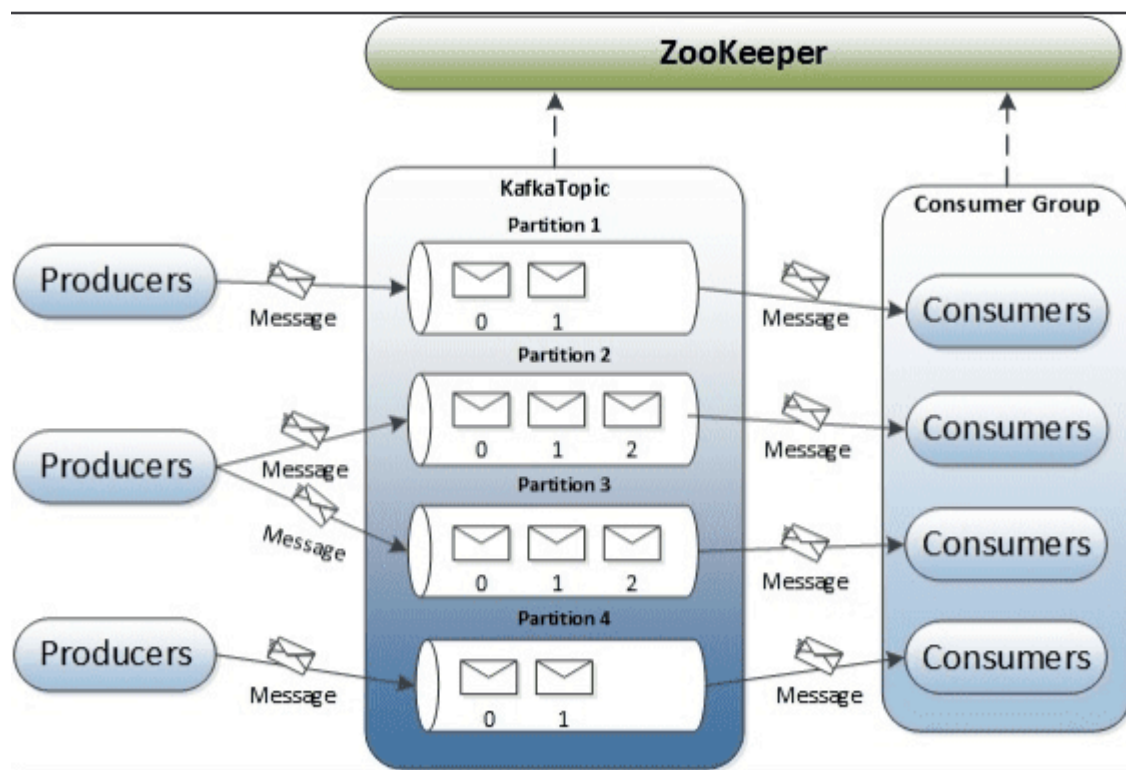 ZooKeeper
KafkaTopic
Consumer Group
Partition 1
Producers
Message
0 1
Message
Consumers
Partition 2
Producers
Message
Message
0 1 2
Message
Consumers
Partition 3
0 1 2
Message
Consumers
Partition 4
Producers
Message
0 1
Message
Consumers